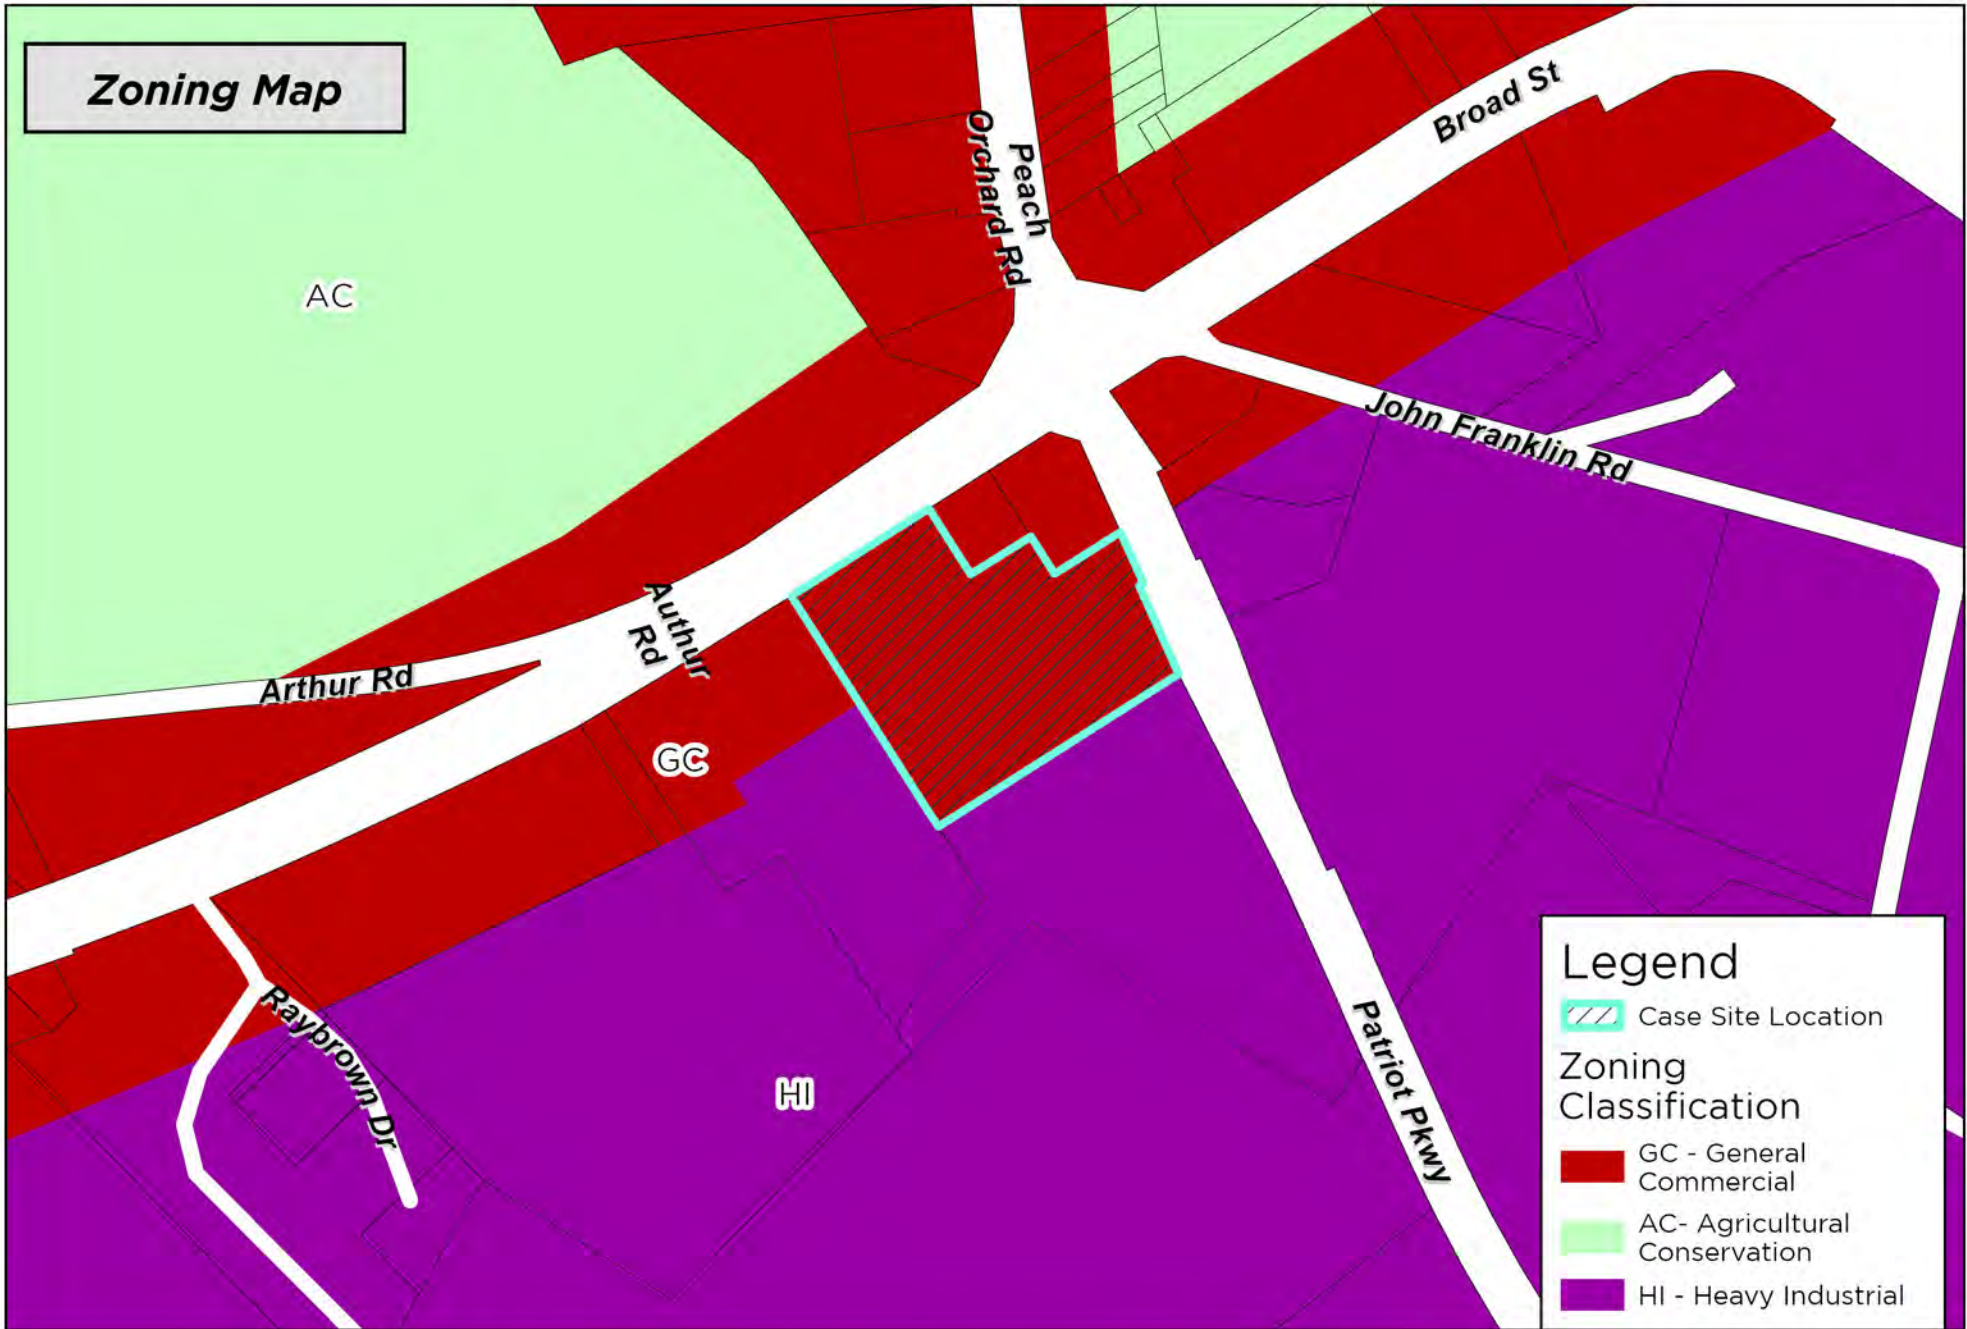 Zoning Map
Peach
Orchard Rd
Broad St
AC
John Franklin Rd
Authur
Rd
Arthur Rd
GC
Raybrown Dr
HI
Patriot Pkwy
Legend
Case Site Location
Zoning
Classification
GC - General
Commercial
AC- Agricultural
Conservation
HI - Heavy Industrial